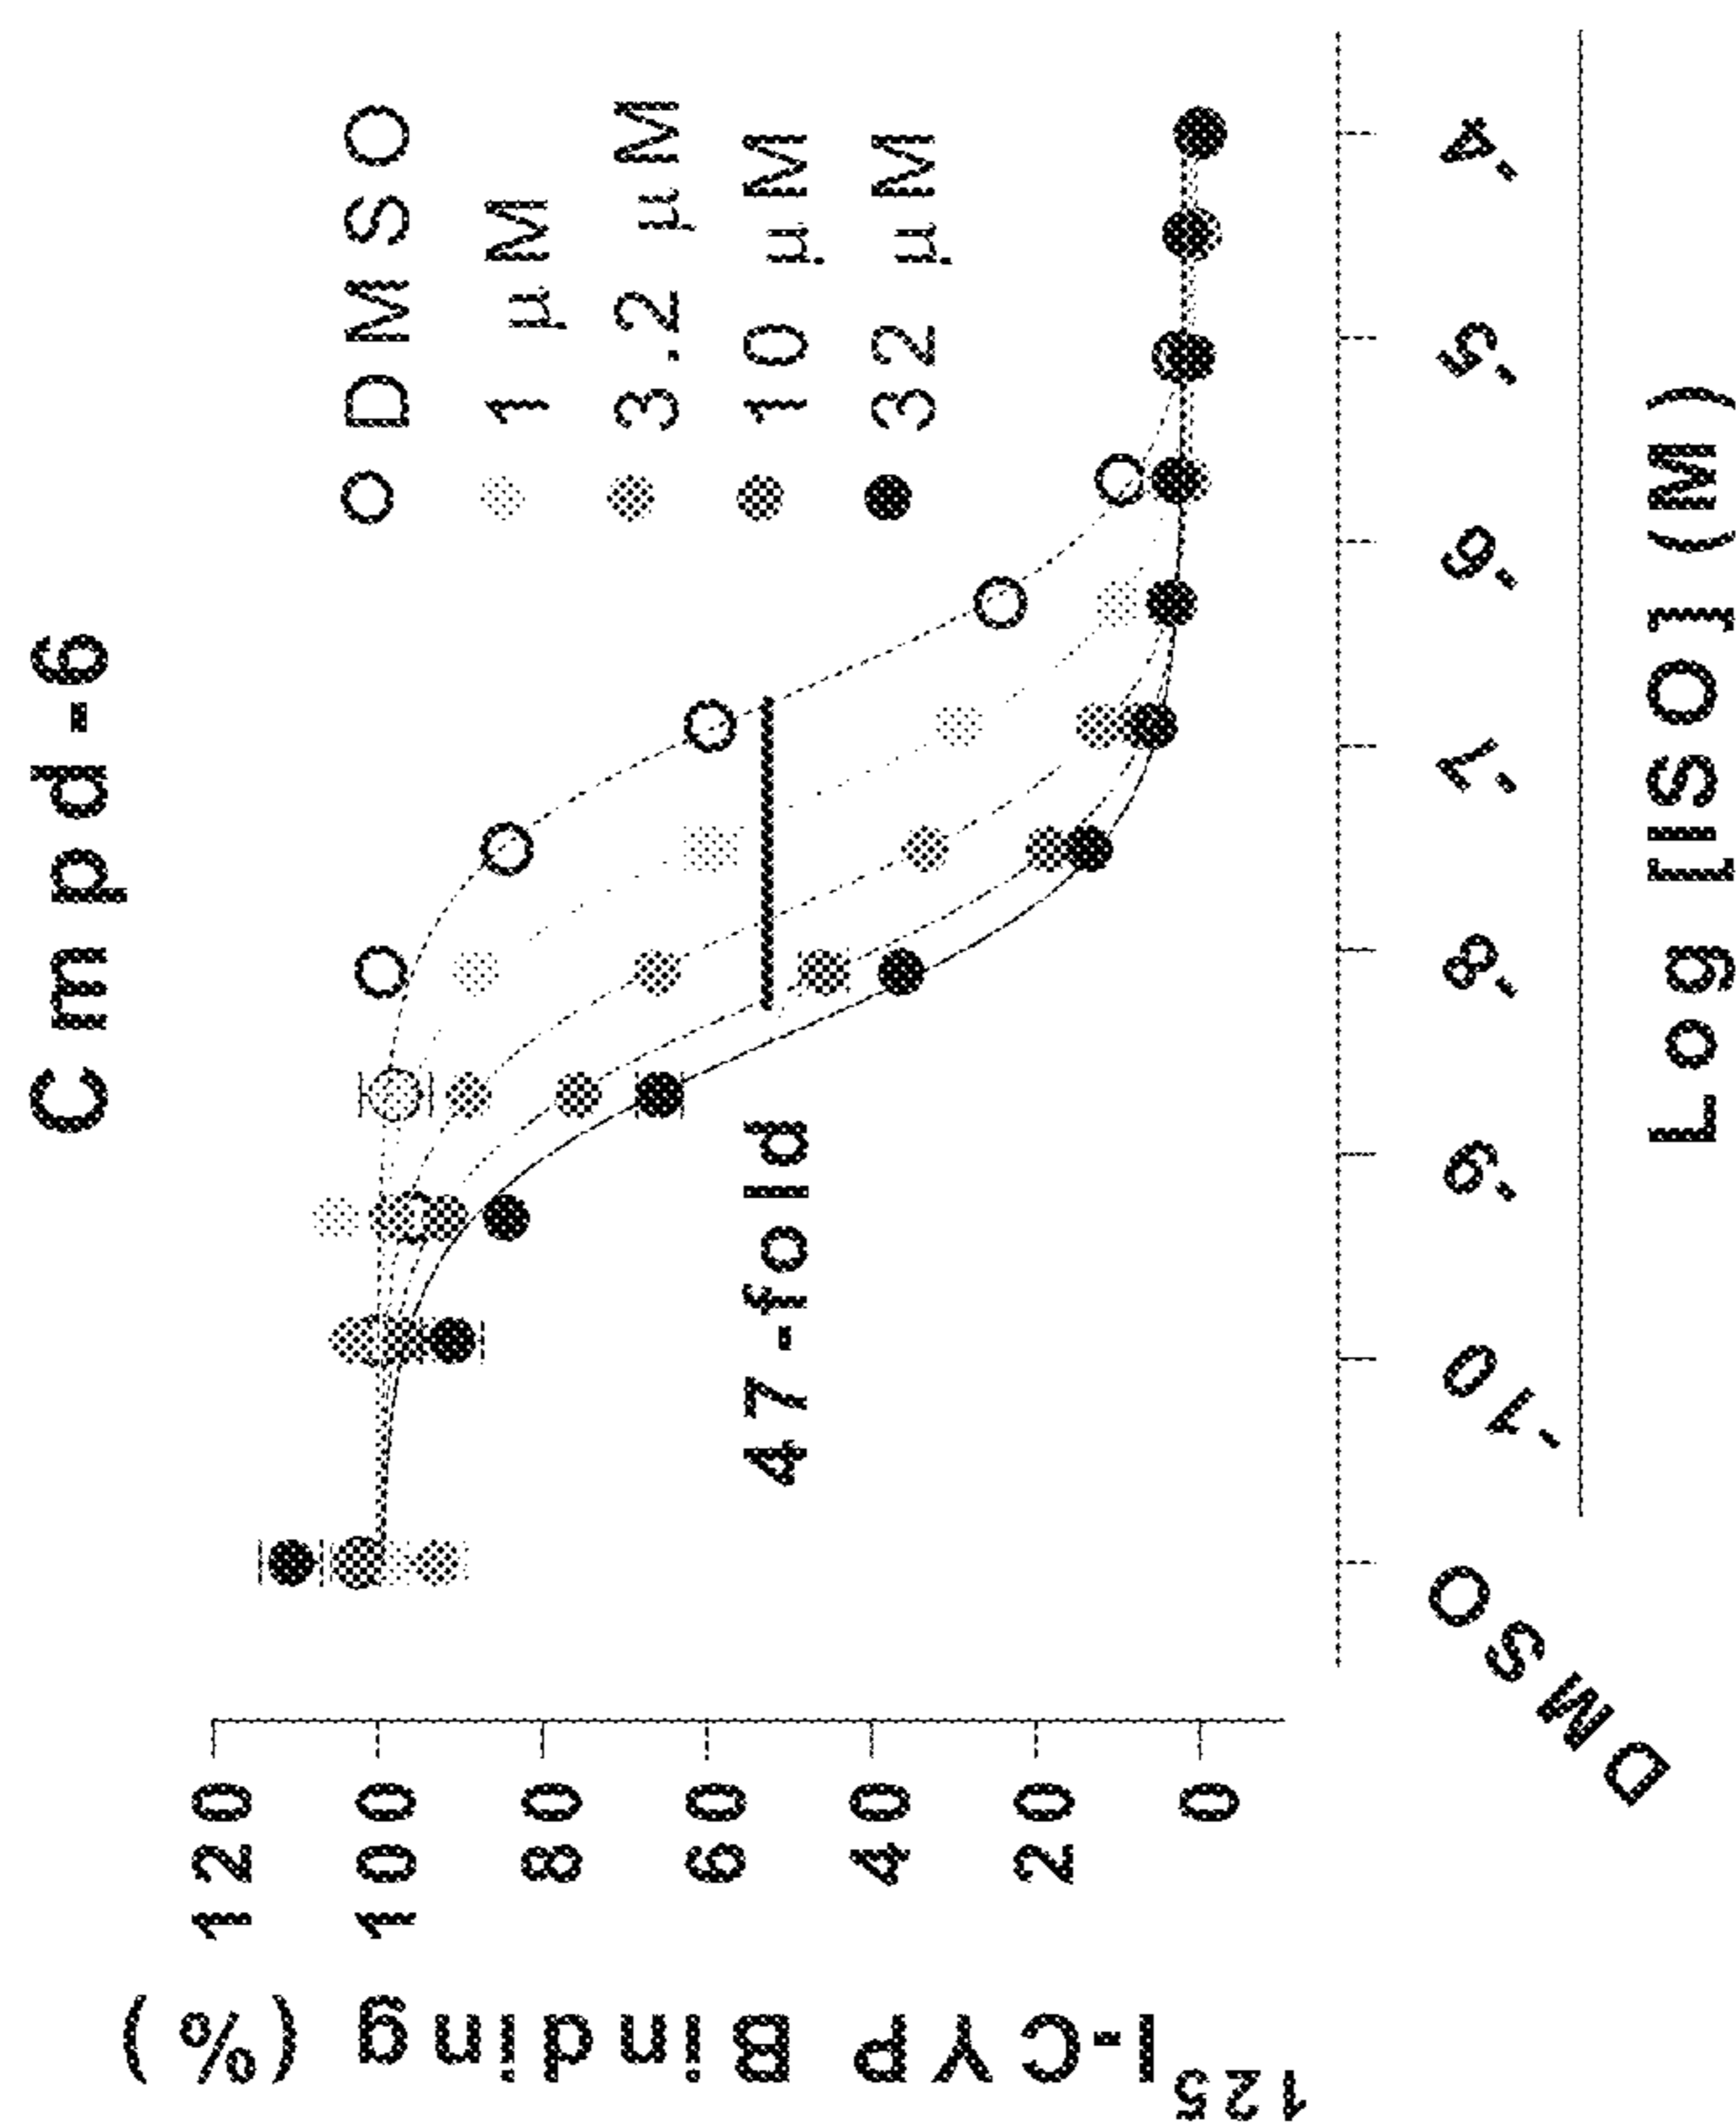 Cmpd-6
DMSO
1 µM
3.2 µM
10 µM
32 µM
47-fold
120
100
80
60
40
20
0
¹²⁵I-CYP Binding (%)
DMSO
-10
-9
-8
-7
-6
-5
-4
Log [ISO] (M)